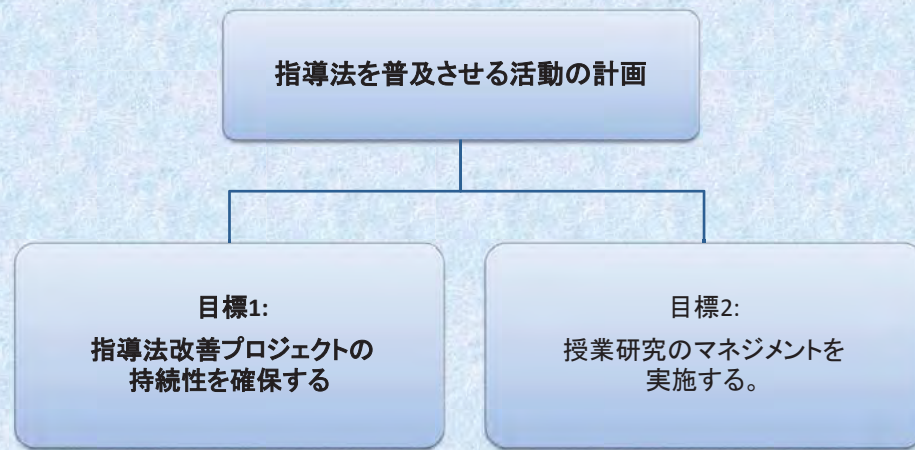 指導法を普及させる活動の計画
目標1:
指導法改善プロジェクトの
持続性を確保する
目標2:
授業研究のマネジメントを
実施する。